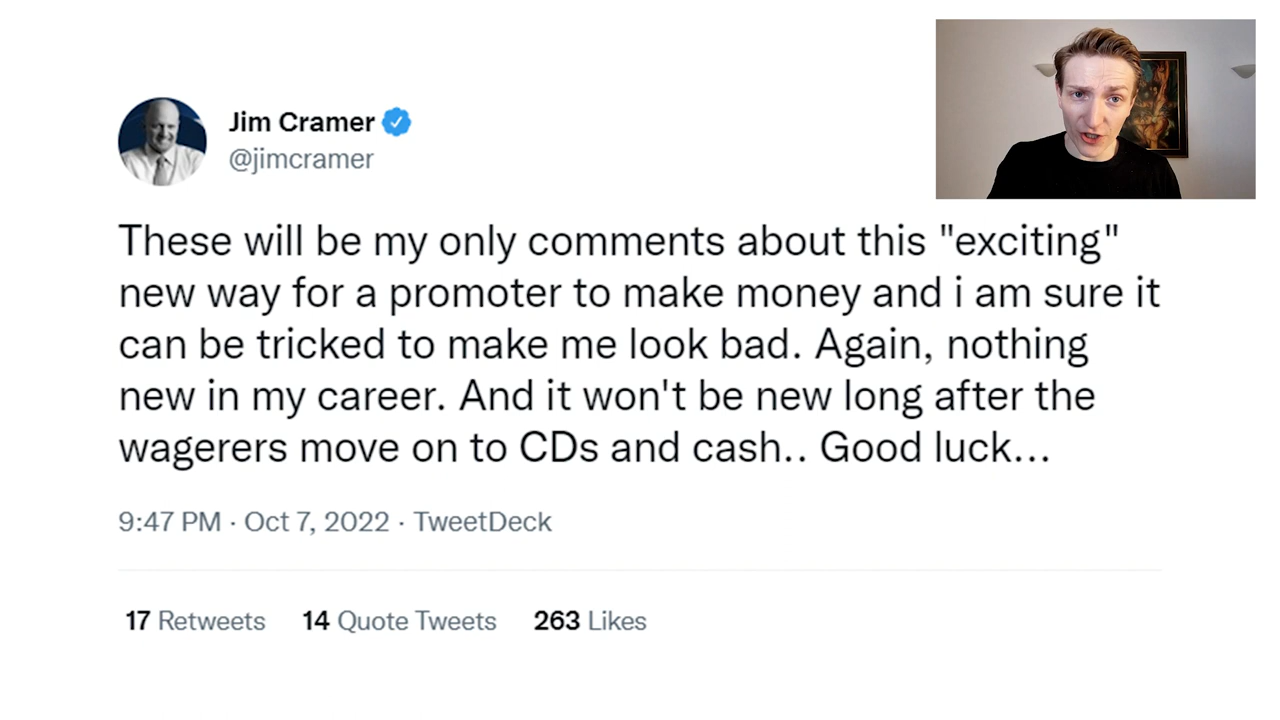 Jim Cramer
@jimcramer
These will be my only comments about this "exciting"
new way for a promoter to make money and i am sure it
can be tricked to make me look bad. Again, nothing
new in my career. And it won't be new long after the
wagerers move on to CDs and cash.. Good luck...
9:47 PM · Oct 7, 2022 · TweetDeck
17 Retweets 14 Quote Tweets 263 Likes